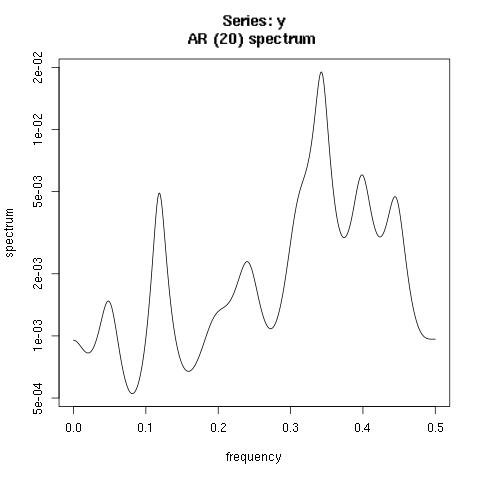 Series: y
AR (20) spectrum
spectrum
2e-02
1e-02
5e-03
2e-03
1e-03
5e-04
0.0 0.1 0.2 0.3 0.4 0.5
frequency